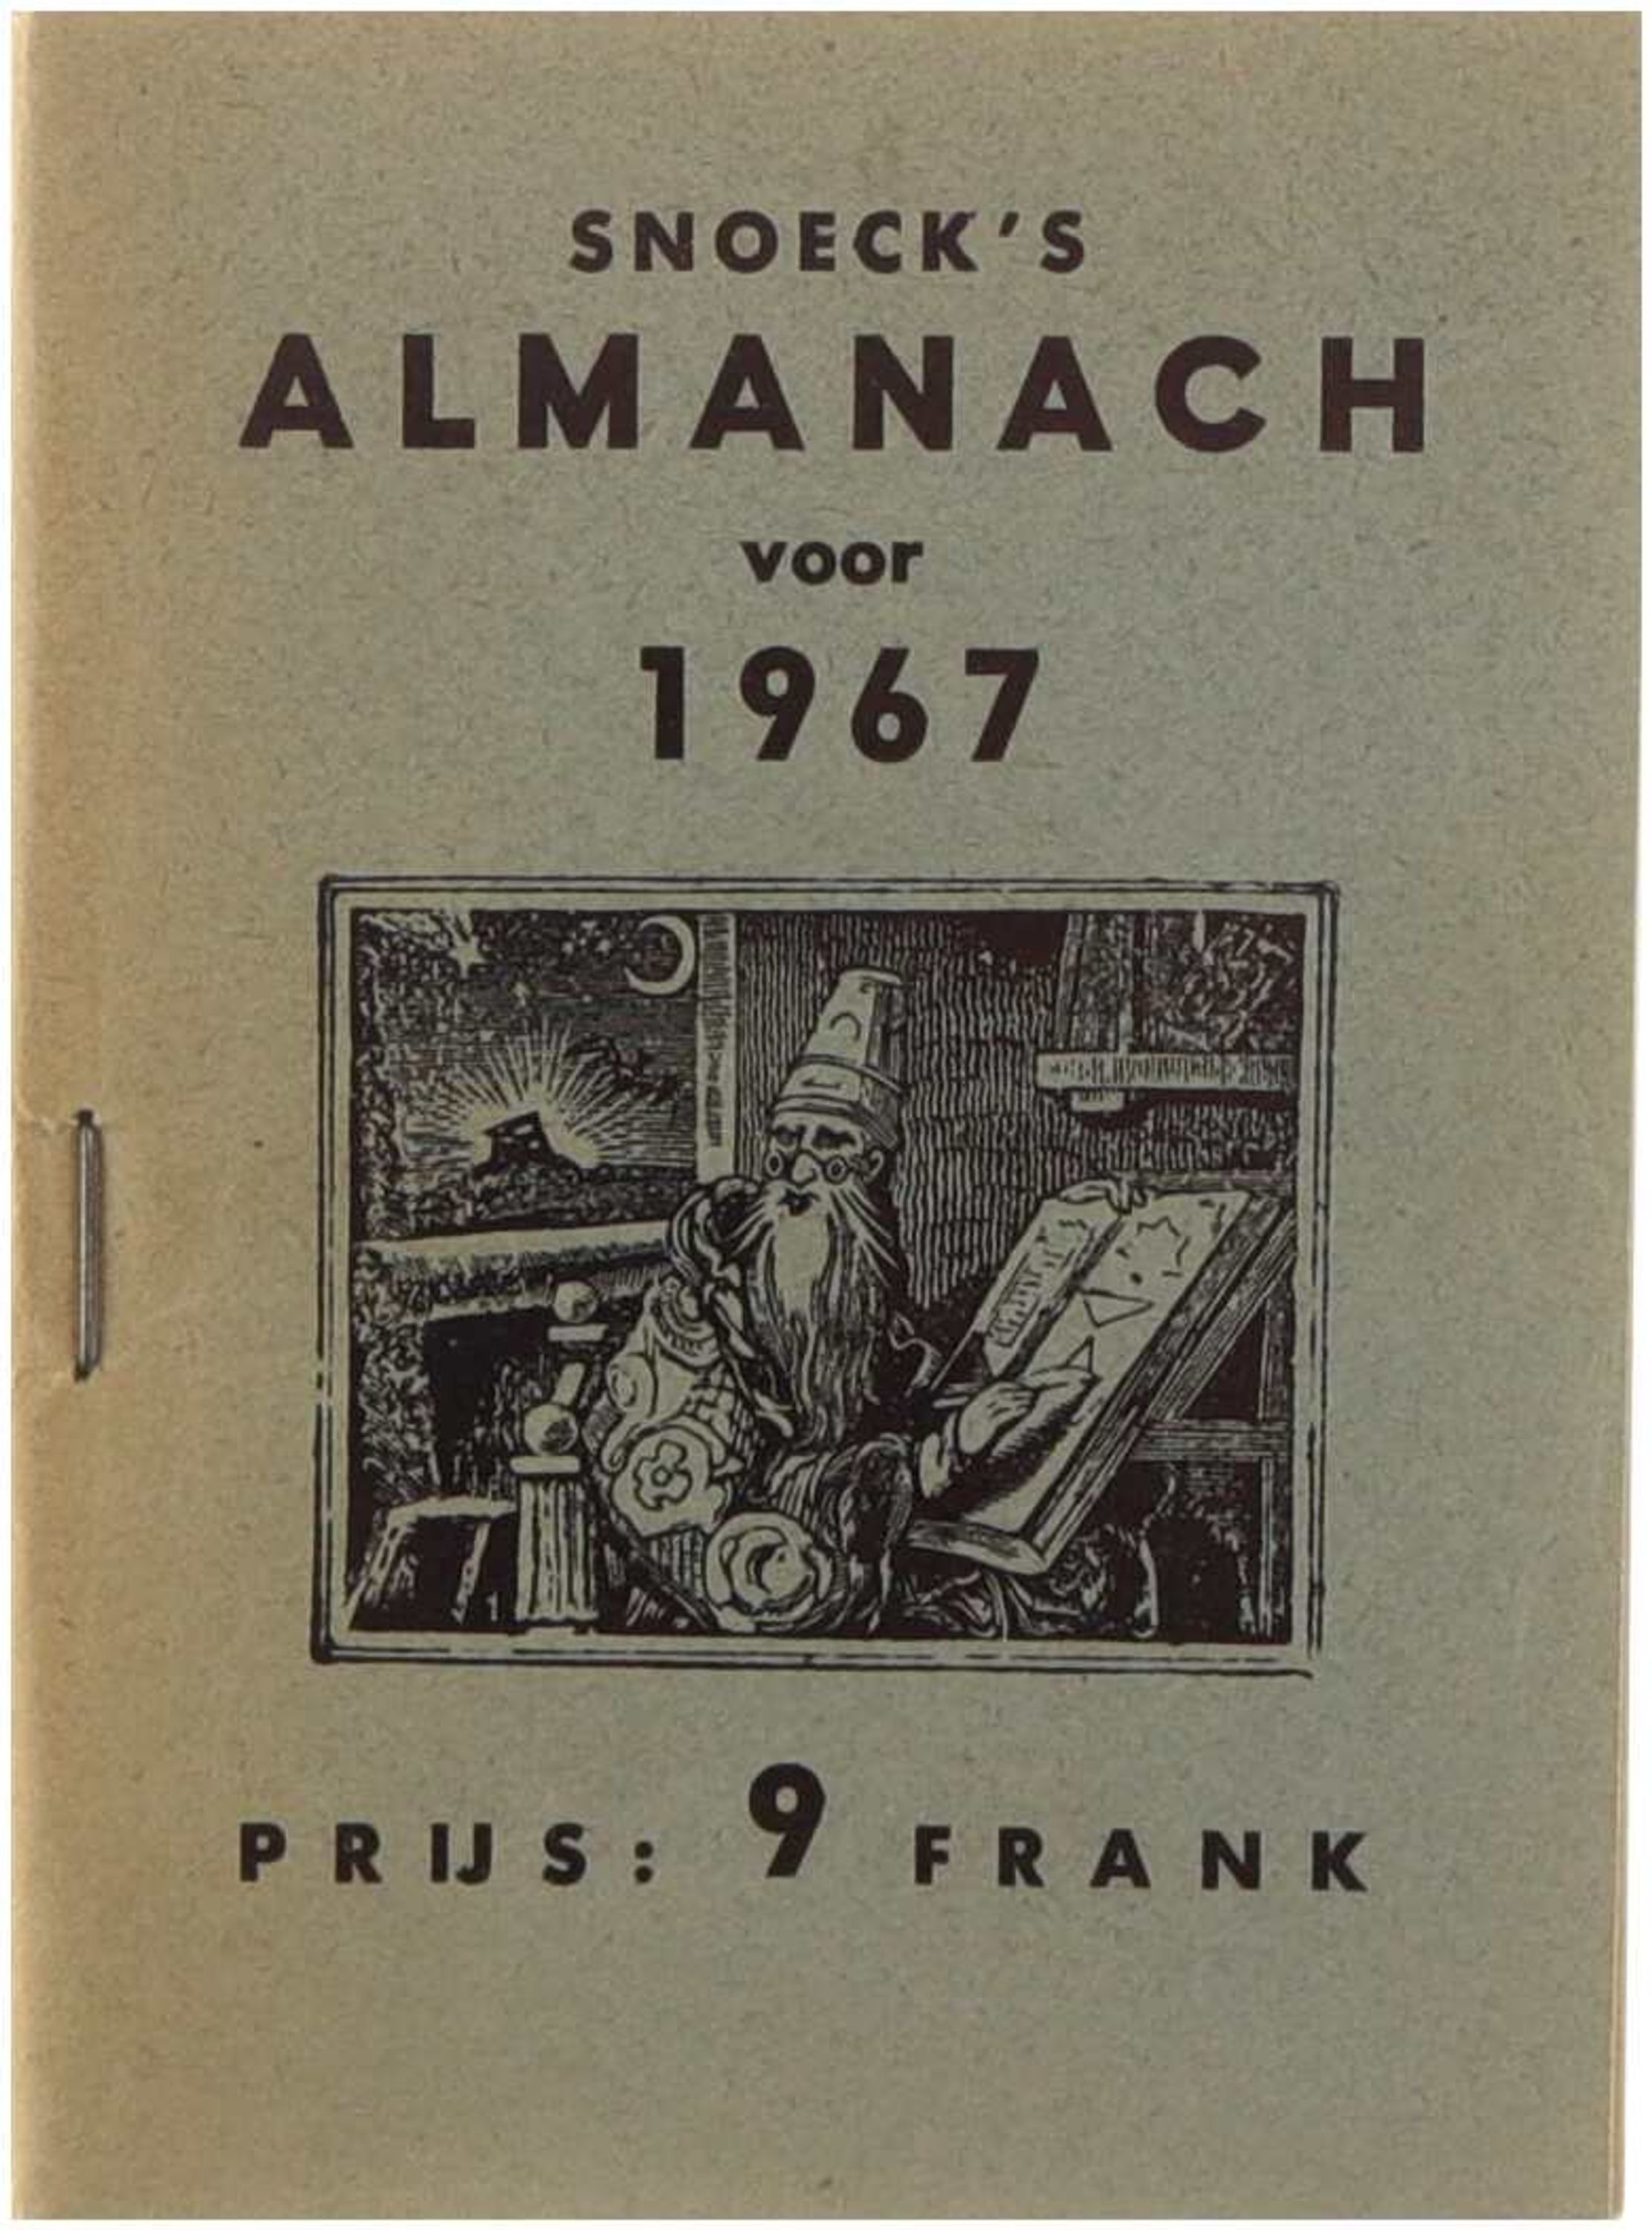 SNOECK'S
ALMANACH
voor
1967
PRIJS: 9 FRANK